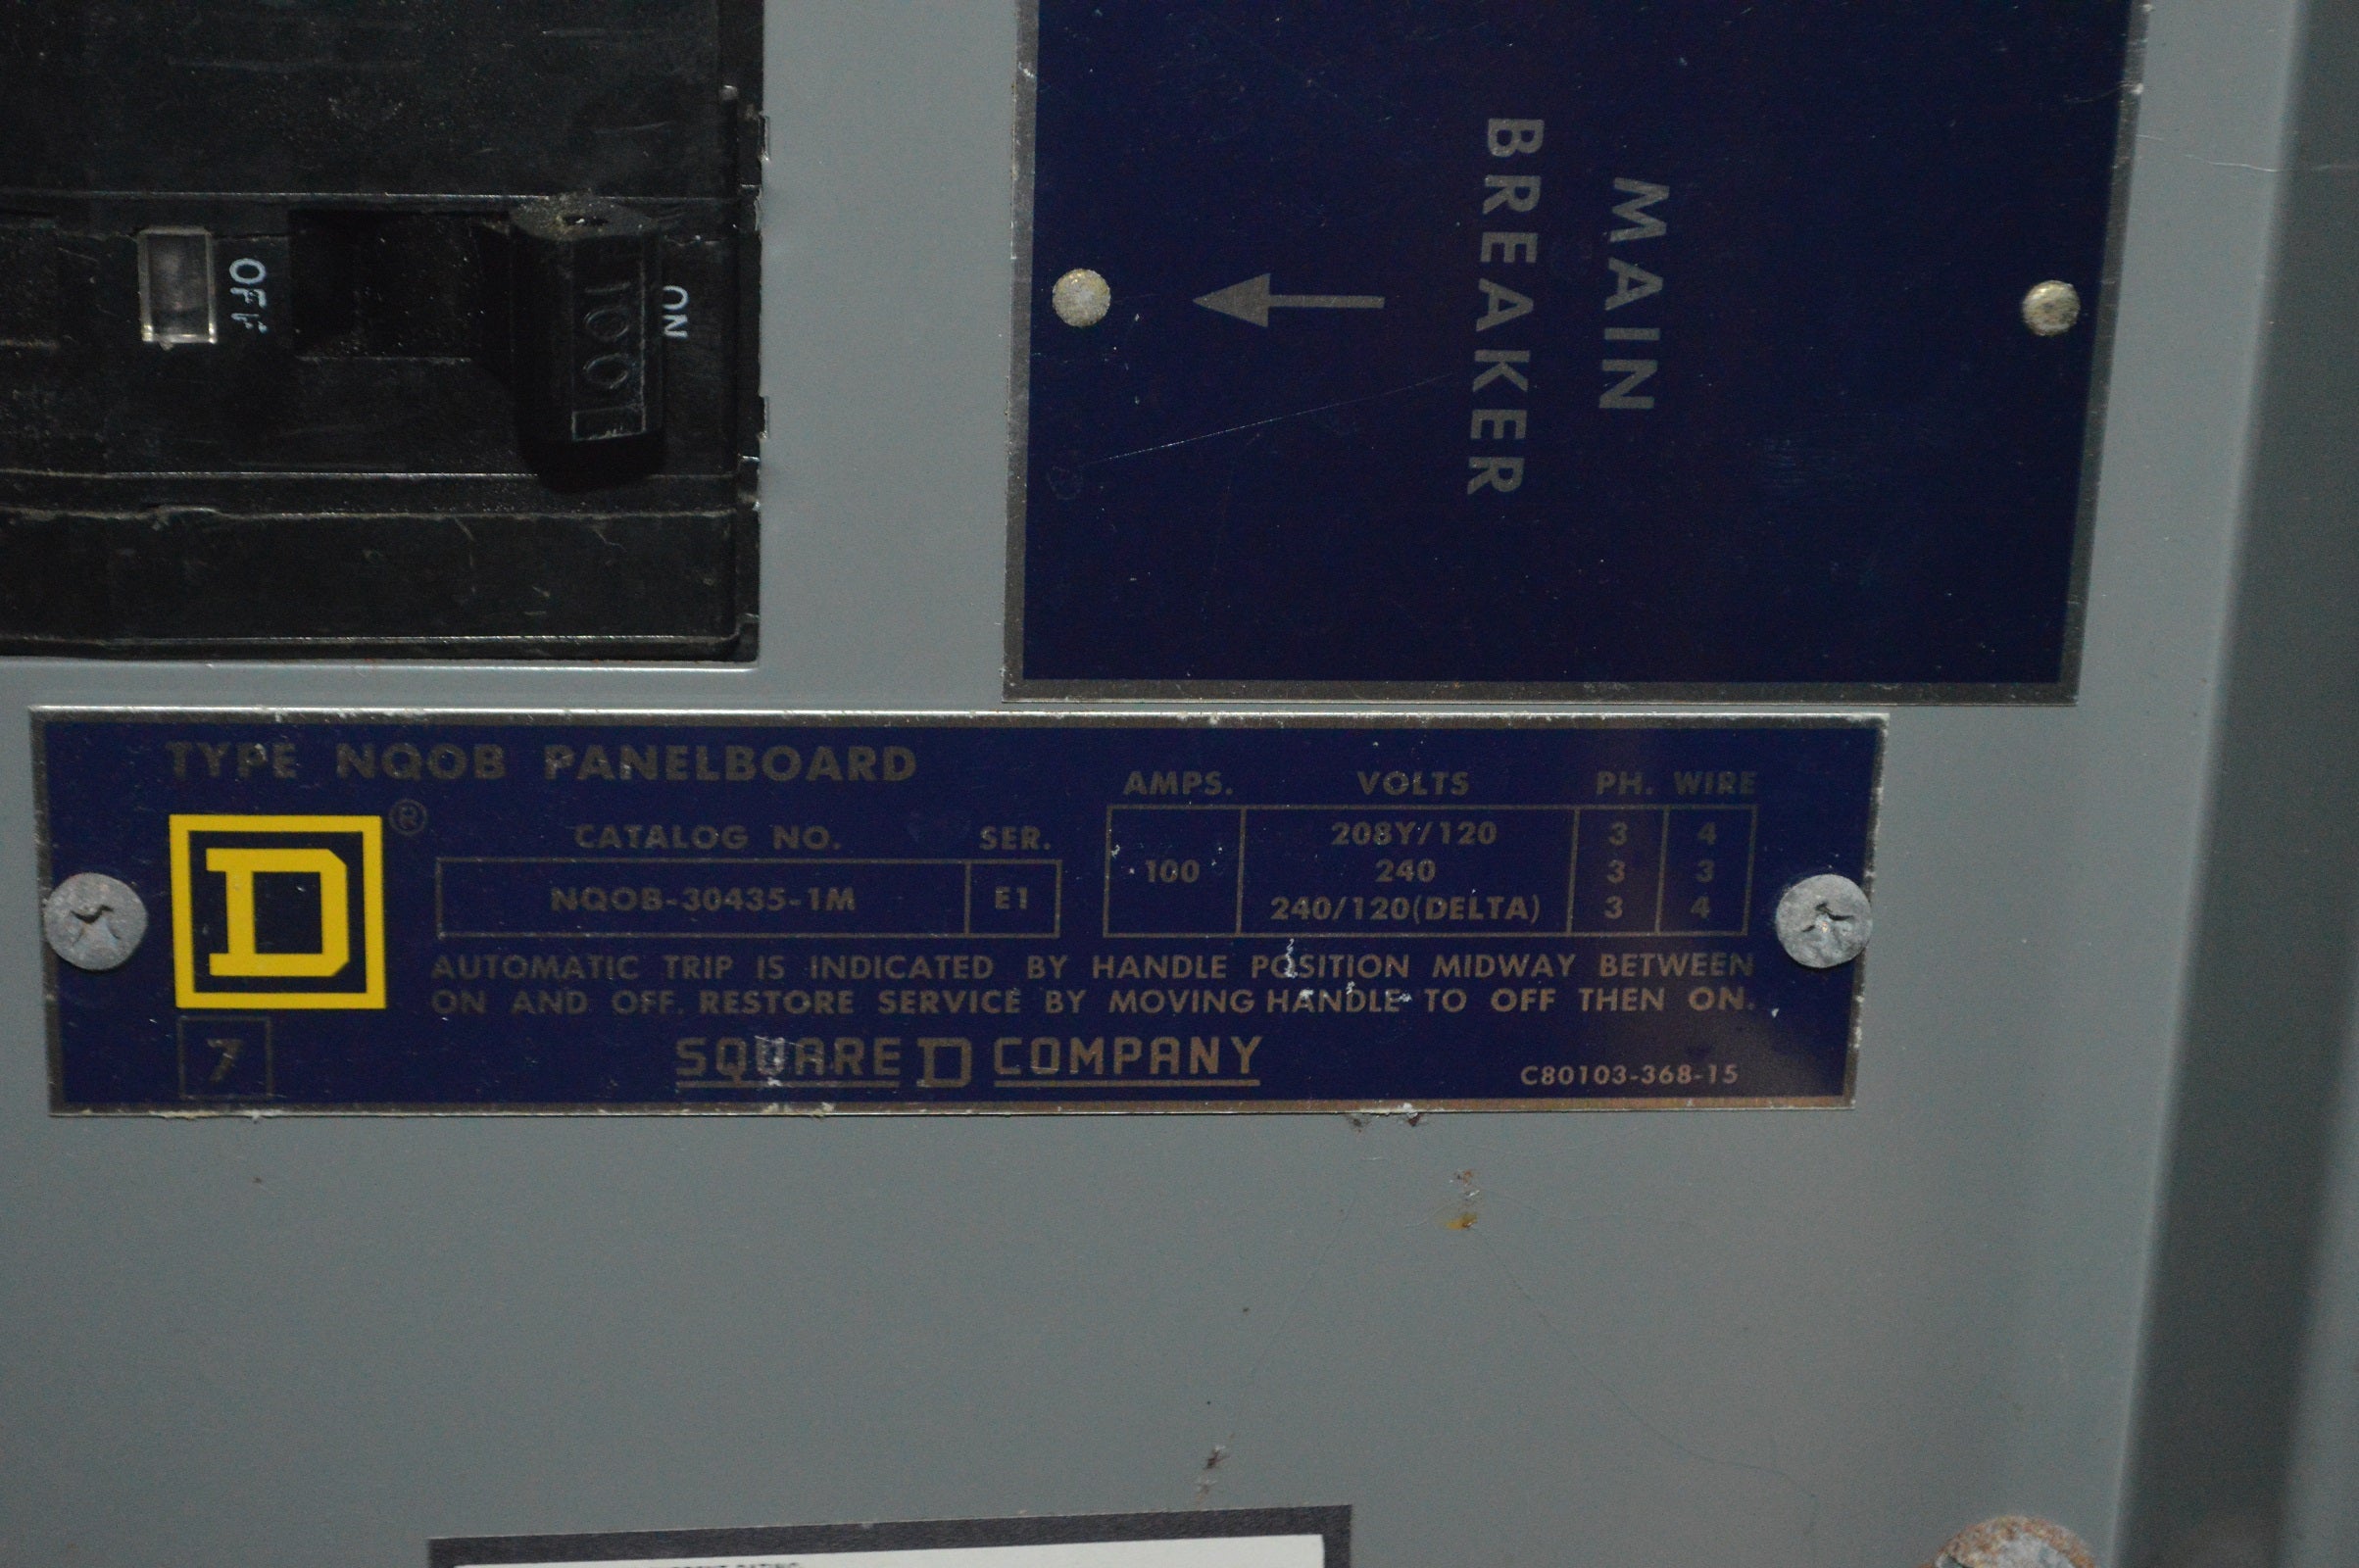 OFF
ON
100
MAIN
BREAKER
TYPE NQOB PANELBOARD
D ®
CATALOG NO. SER.
NQOB-30435-1M E1
AMPS. VOLTS PH. WIRE
208Y/120 3 4
100 240 3 3
240/120(DELTA) 3 4
AUTOMATIC TRIP IS INDICATED BY HANDLE POSITION MIDWAY BETWEEN
ON AND OFF. RESTORE SERVICE BY MOVING HANDLE TO OFF THEN ON.
7
SQUARE D COMPANY
C80103-368-15